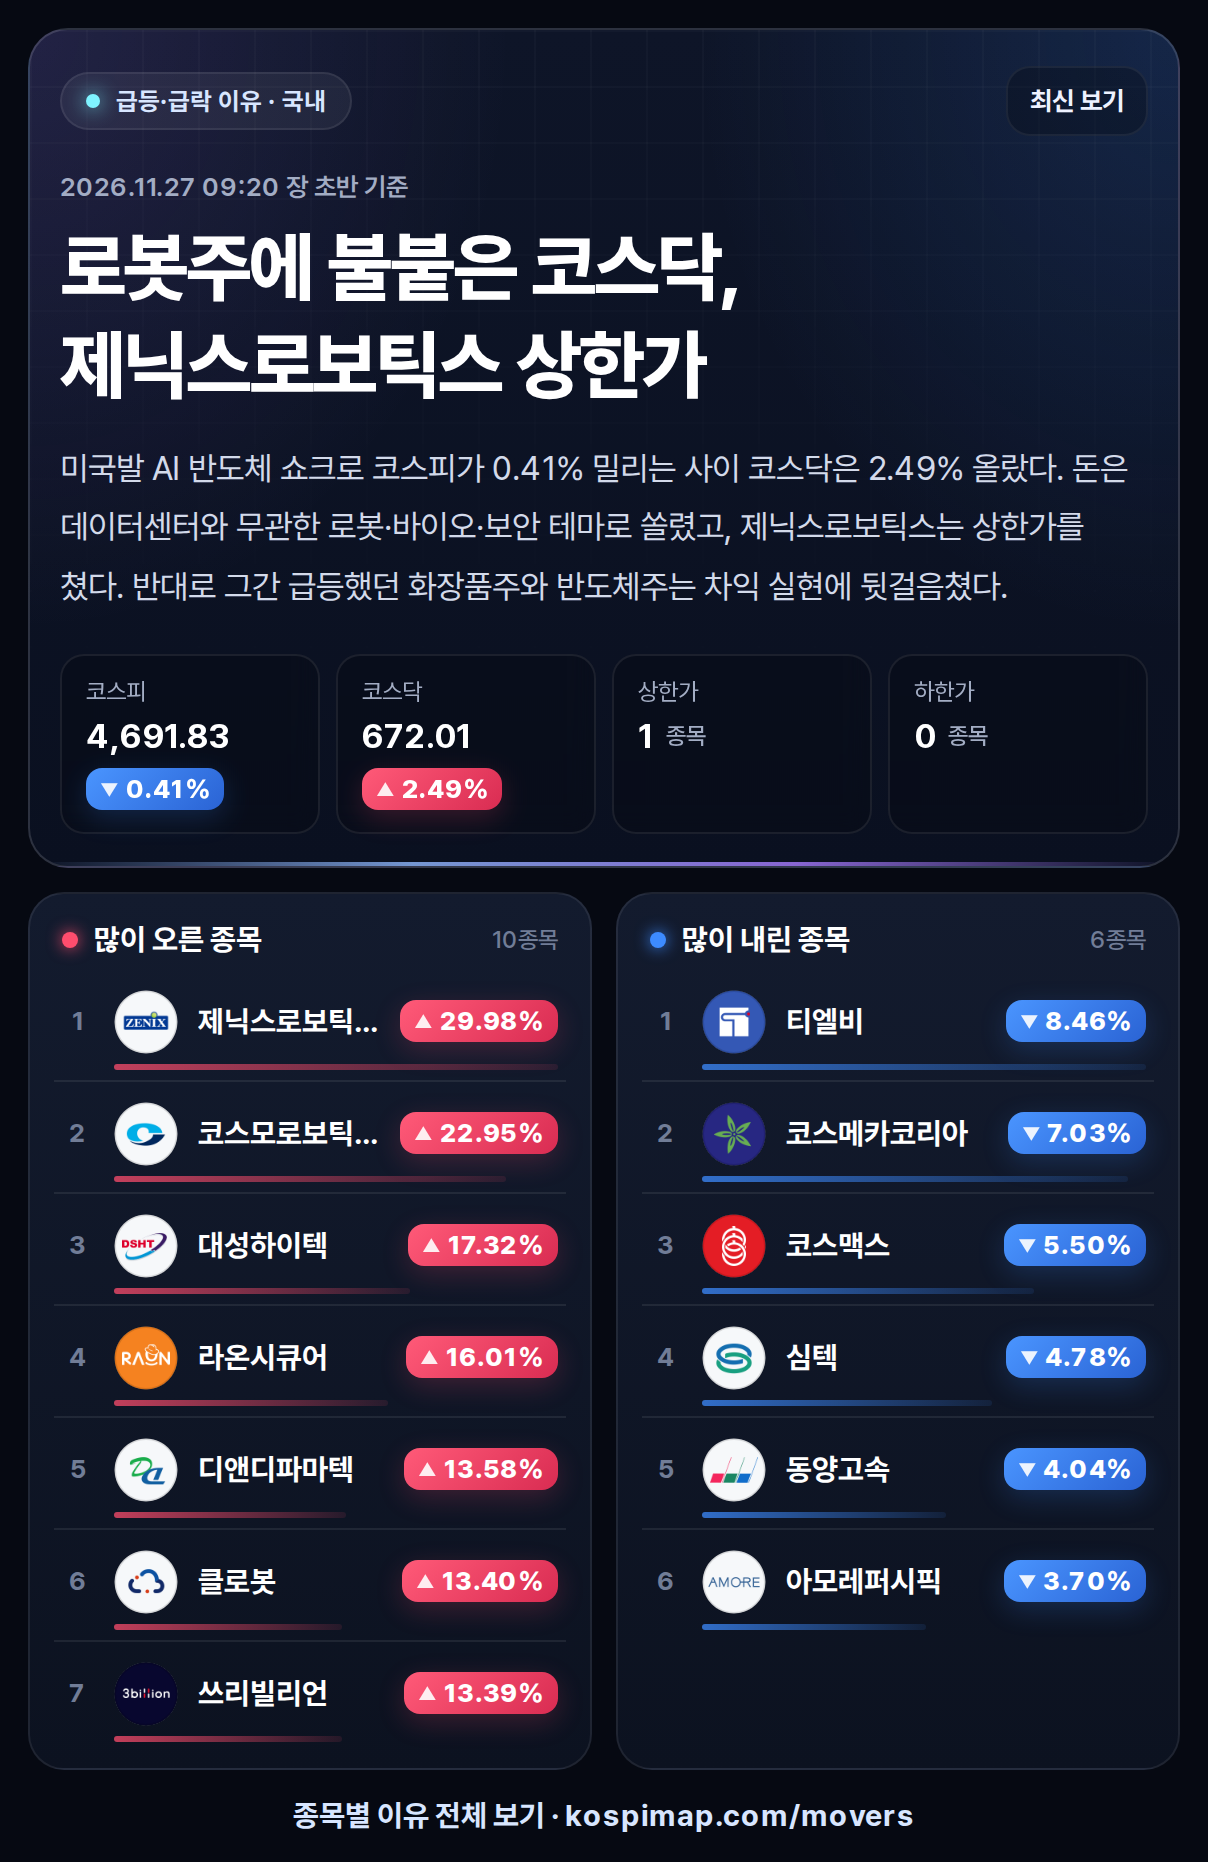 급등·급락 이유 · 국내
최신 보기
2026.11.27 09:20 장 초반 기준
로봇주에 불붙은 코스닥,
제닉스로보틱스 상한가
미국발 AI 반도체 쇼크로 코스피가 0.41% 밀리는 사이 코스닥은 2.49% 올랐다. 돈은
데이터센터와 무관한 로봇·바이오·보안 테마로 쏠렸고, 제닉스로보틱스는 상한가를
쳤다. 반대로 그간 급등했던 화장품주와 반도체주는 차익 실현에 뒷걸음쳤다.
코스피
4,691.83
▼ 0.41%
코스닥
672.01
▲ 2.49%
상한가
1 종목
하한가
0 종목
많이 오른 종목
10종목
1 ZENIX 제닉스로보틱... ▲ 29.98%
2 코스모로보틱... ▲ 22.95%
3 DSHT 대성하이텍 ▲ 17.32%
4 RAON 라온시큐어 ▲ 16.01%
5 디앤디파마텍 ▲ 13.58%
6 클로봇 ▲ 13.40%
7 3billion 쓰리빌리언 ▲ 13.39%
많이 내린 종목
6종목
1 티엘비 ▼ 8.46%
2 코스메카코리아 ▼ 7.03%
3 코스맥스 ▼ 5.50%
4 심텍 ▼ 4.78%
5 동양고속 ▼ 4.04%
6 AMORE 아모레퍼시픽 ▼ 3.70%
종목별 이유 전체 보기 · kospimap.com/movers